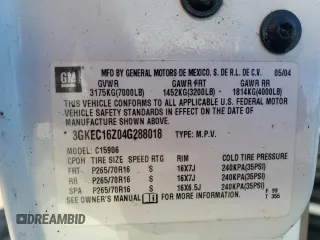 GM
MFD BY GENERAL MOTORS DE MEXICO, S. DE R.L. DE C.V. 05/04
GVWR GAWR FRT GAWR RR
3175KG(7000LB) 1452KG(3200LB) 1814KG(4000LB)
THIS VEHICLE CONFORMS TO ALL APPLICABLE U.S. FEDERAL MOTOR
VEHICLE SAFETY STANDARDS IN EFFECT ON THE DATE OF
MANUFACTURE SHOWN ABOVE.
3GKEC16Z04G288018 TYPE: M.P.V.
MODEL: C15906
TIRE SIZE SPEED RTG RIM COLD TIRE PRESSURE
FRT P265/70R16 S 16X7J 240KPA(35PSI)
RR P265/70R16 S 16X7J 240KPA(35PSI)
SPA P265/70R16 S 16X6.5J 240KPA(35PSI)
SEE OWNER'S MANUAL FOR MORE INFORMATION.
AutoBidMaster